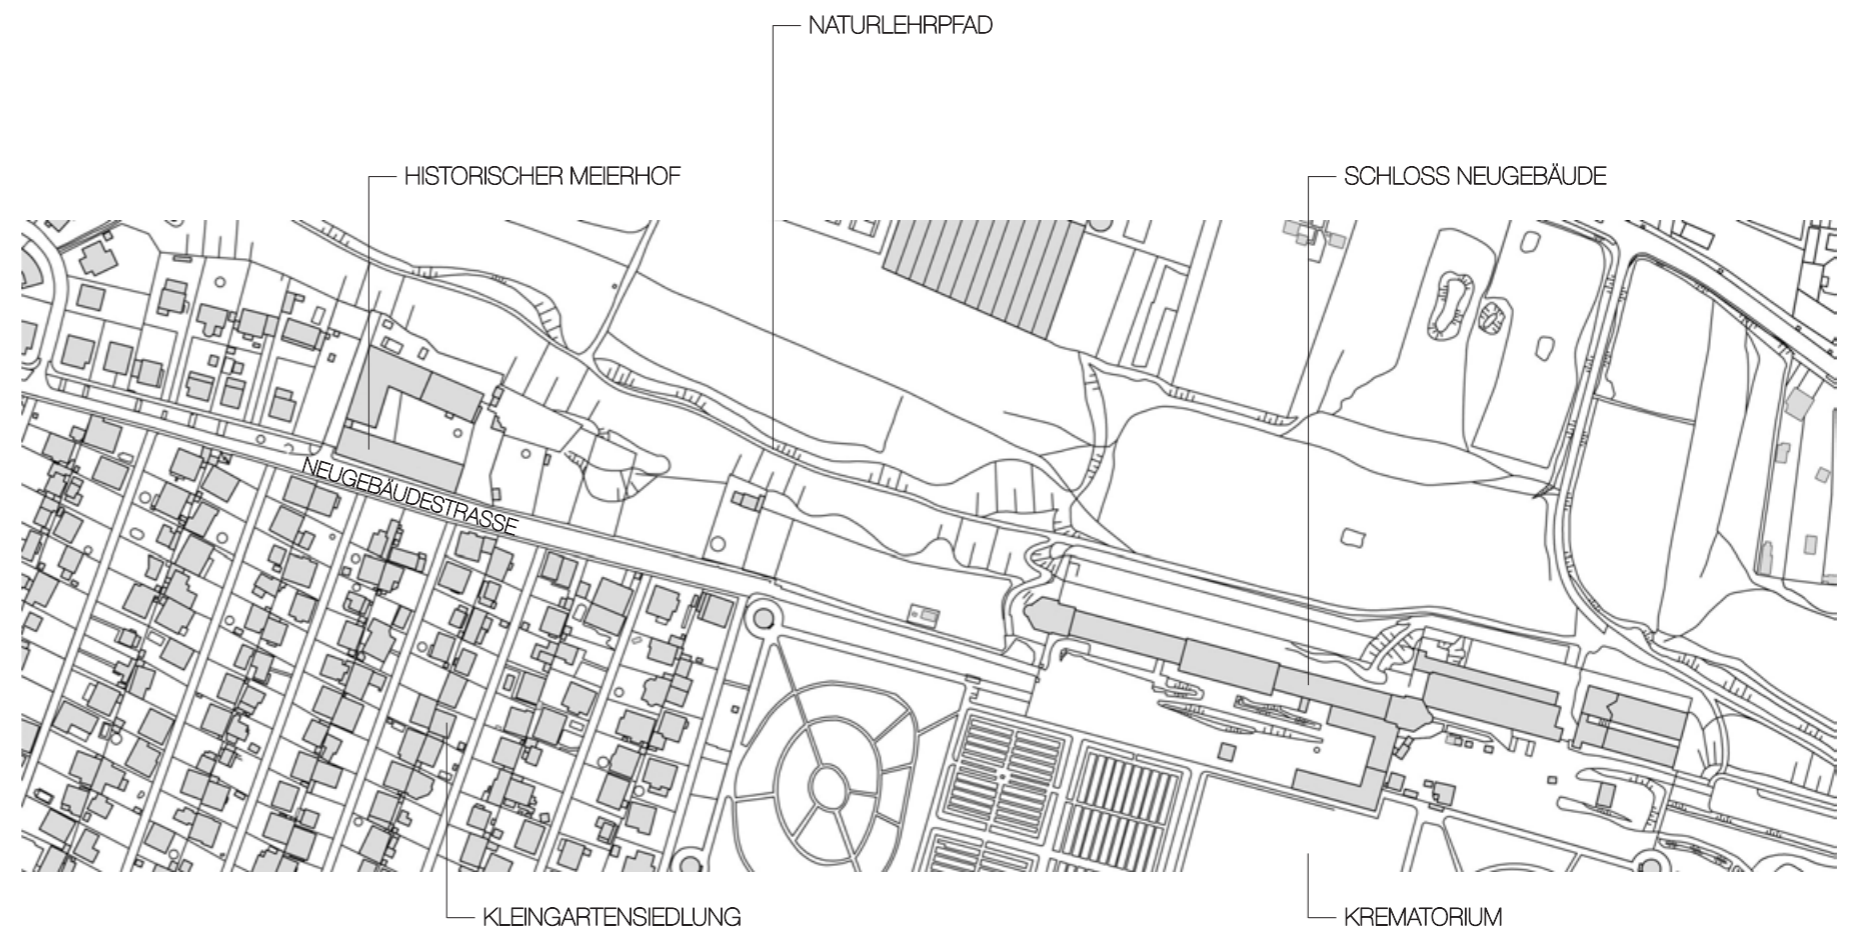 NATURLEHRPFAD
HISTORISCHER MEIERHOF
SCHLOSS NEUGEBÄUDE
NEUGEBÄUDESTRASSE
KLEINGARTENSIEDLUNG
KREMATORIUM